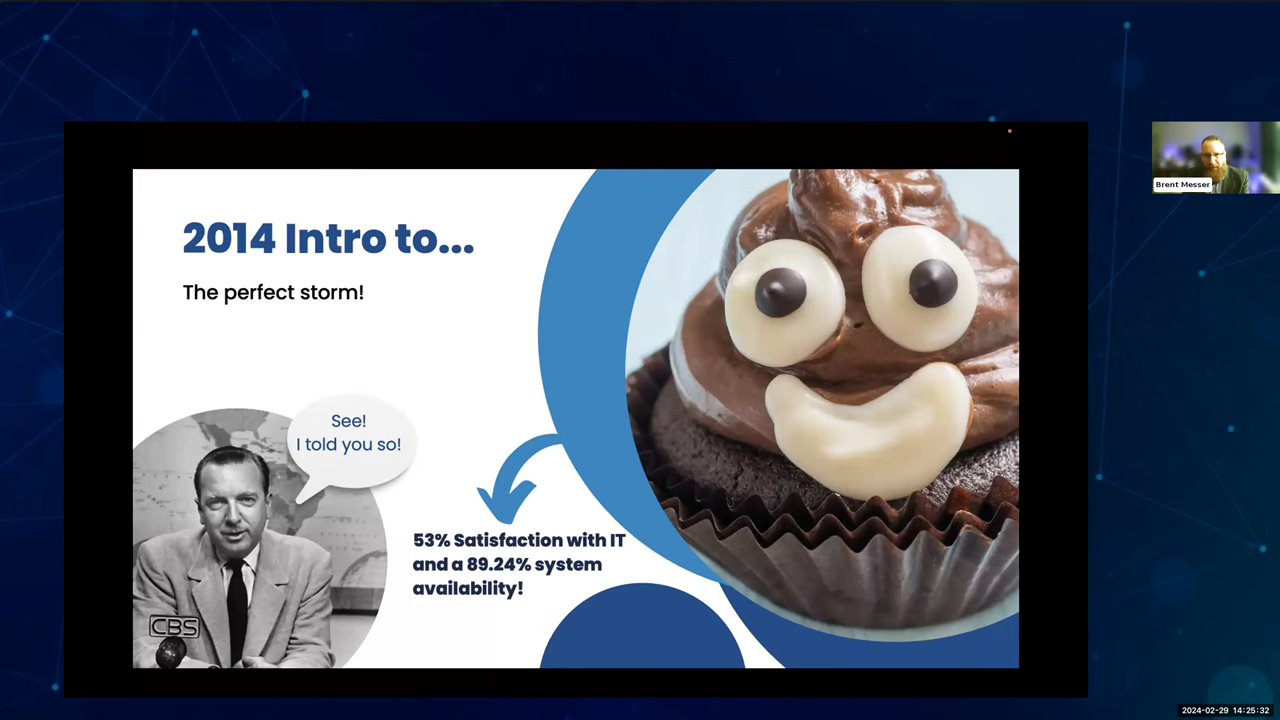 2014 Intro to...
The perfect storm!
See!
I told you so!
53% Satisfaction with IT
and a 89.24% system
availability!
CBS
Brent Messer
2024-02-29 14:25:32